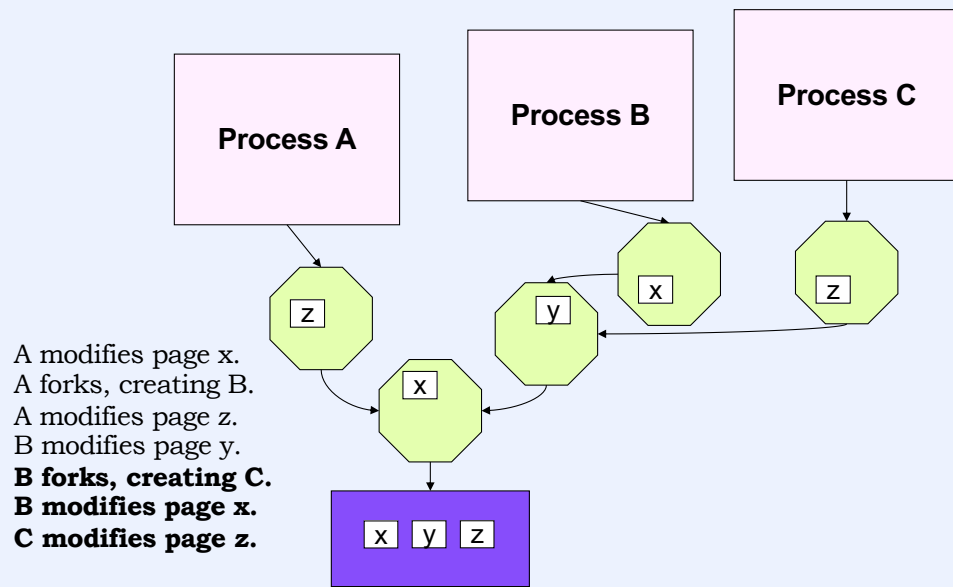 Process A
Process B
Process C
z
y
x
z
x
A modifies page x.
A forks, creating B.
A modifies page z.
B modifies page y.
B forks, creating C.
B modifies page x.
C modifies page z.
x y z